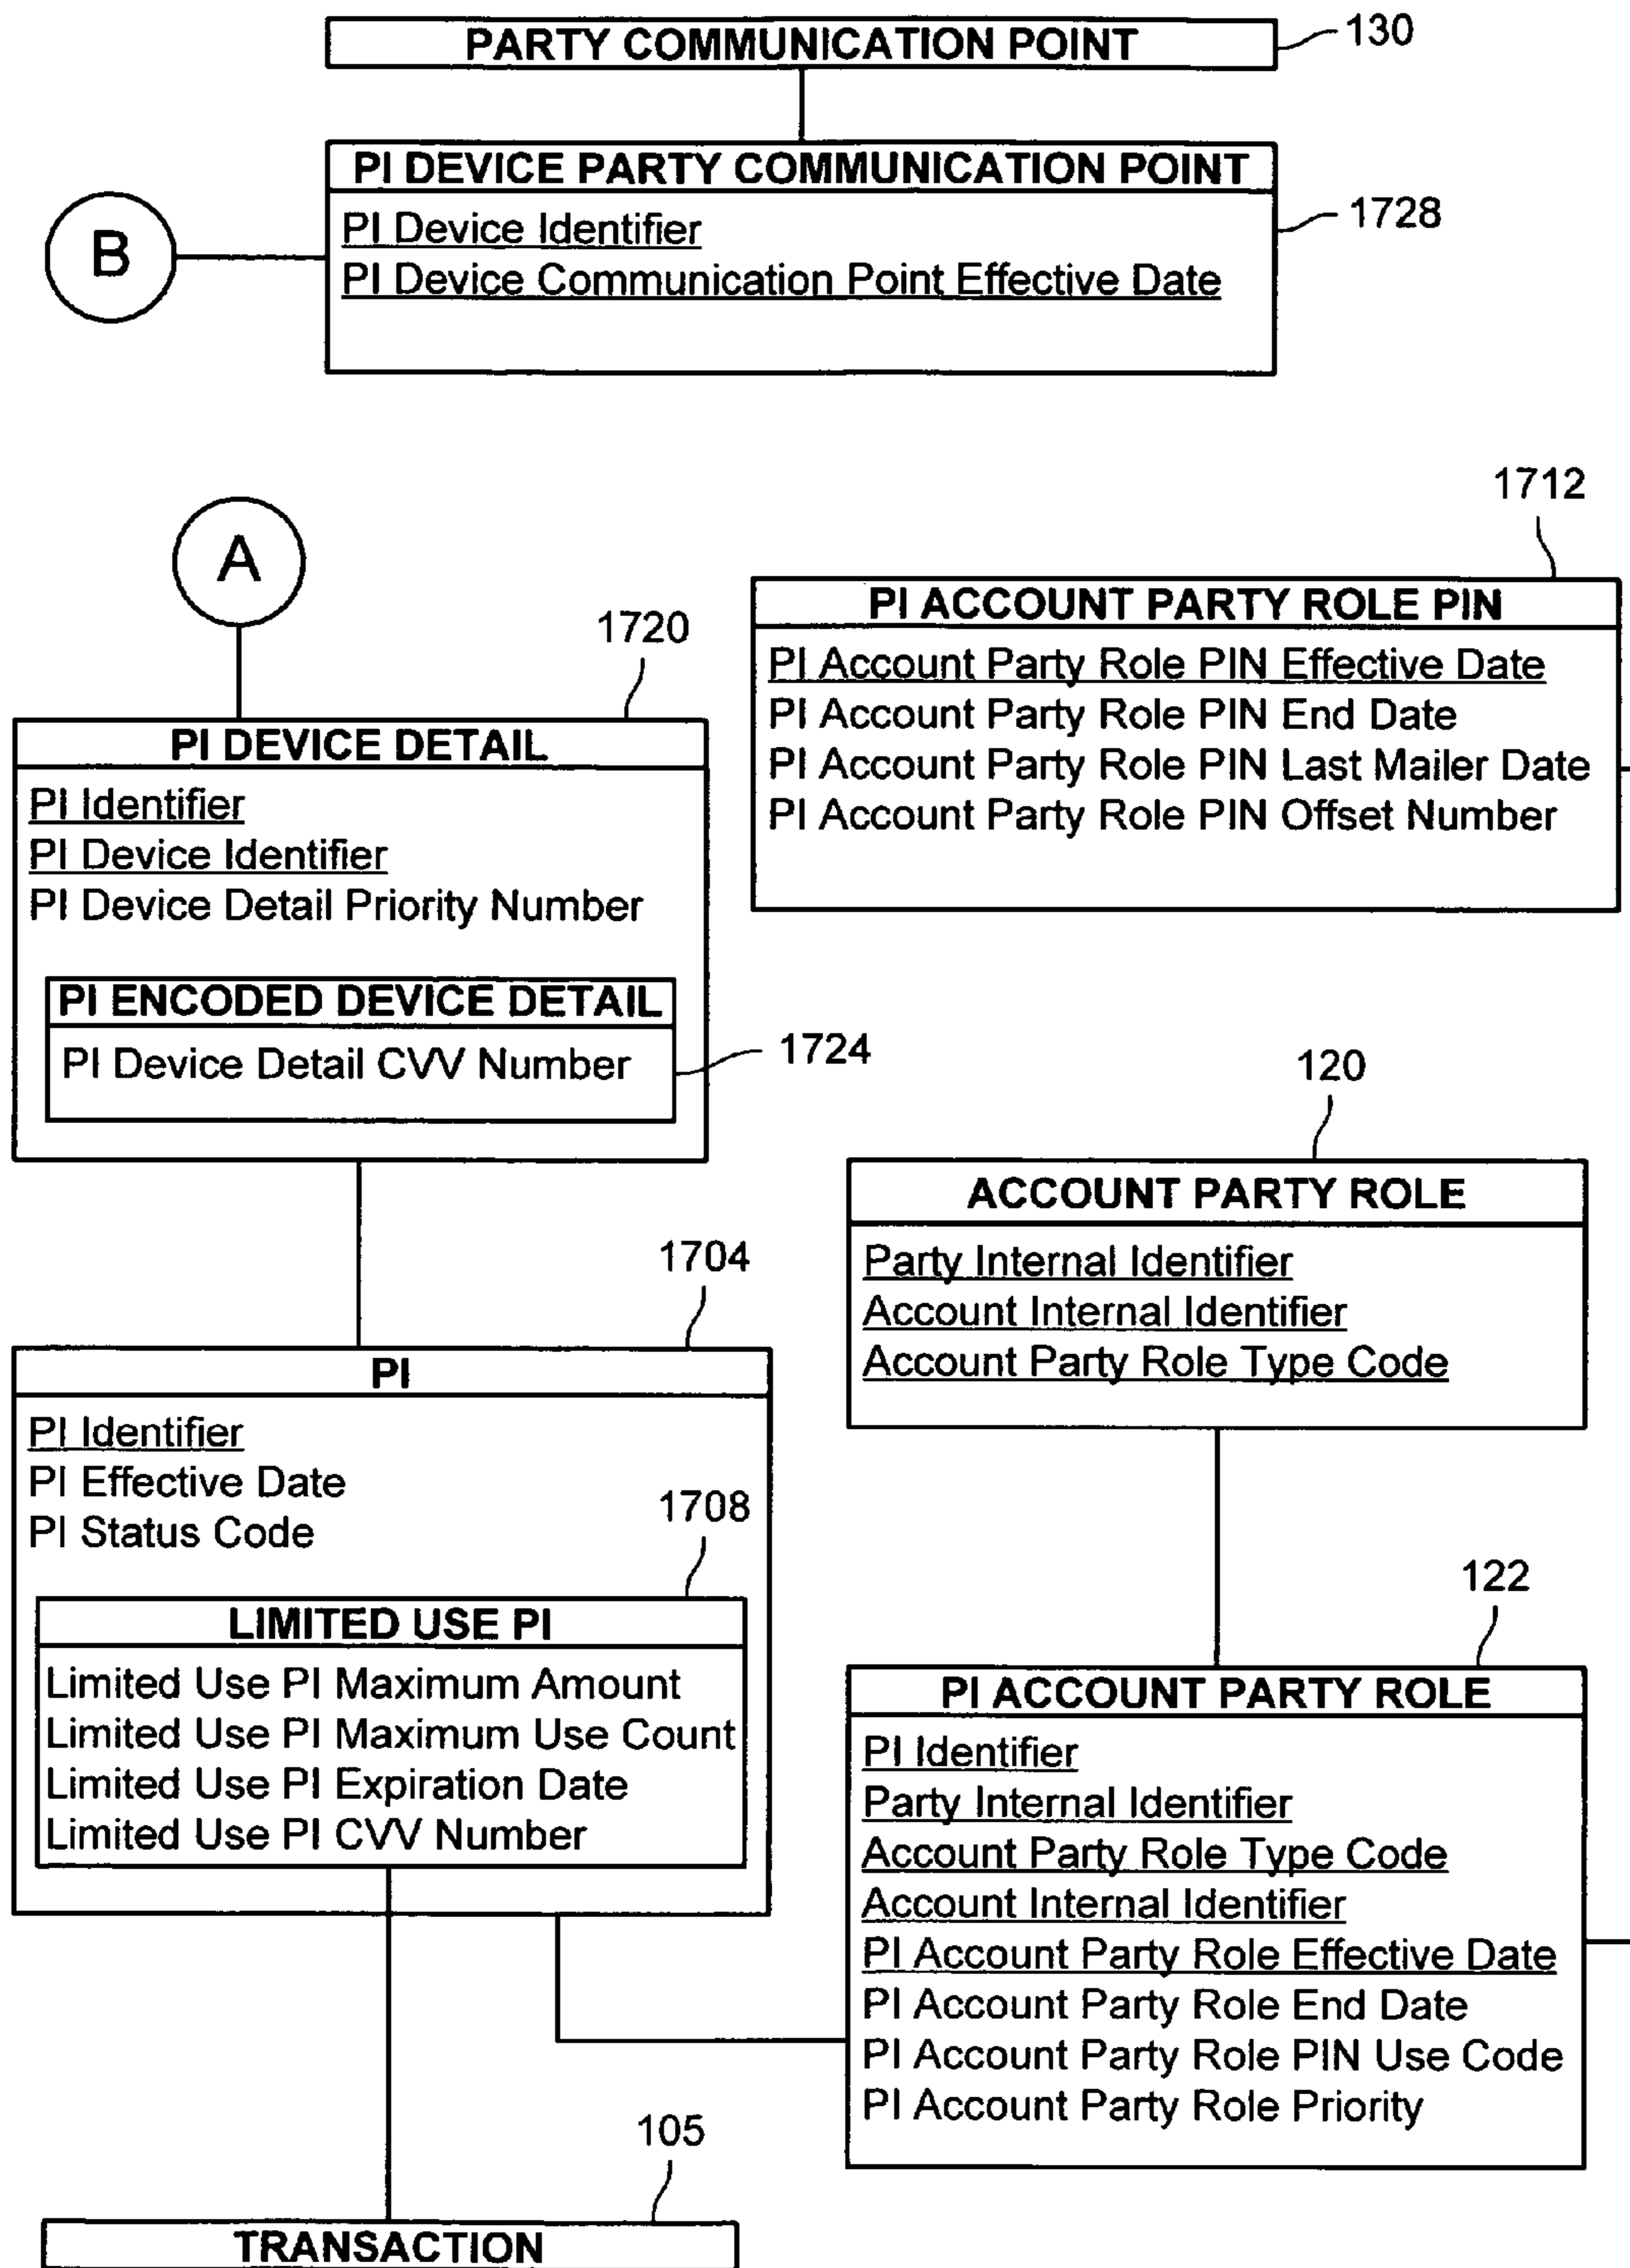 PARTY COMMUNICATION POINT
130
PI DEVICE PARTY COMMUNICATION POINT
1728
PI Device Identifier
PI Device Communication Point Effective Date
B
A
1712
PI ACCOUNT PARTY ROLE PIN
PI Account Party Role PIN Effective Date
PI Account Party Role PIN End Date
PI Account Party Role PIN Last Mailer Date
PI Account Party Role PIN Offset Number
1720
PI DEVICE DETAIL
PI Identifier
PI Device Identifier
PI Device Detail Priority Number
PI ENCODED DEVICE DETAIL
PI Device Detail CVV Number
1724
120
ACCOUNT PARTY ROLE
Party Internal Identifier
Account Internal Identifier
Account Party Role Type Code
1704
PI
PI Identifier
PI Effective Date
PI Status Code
1708
LIMITED USE PI
Limited Use PI Maximum Amount
Limited Use PI Maximum Use Count
Limited Use PI Expiration Date
Limited Use PI CVV Number
122
PI ACCOUNT PARTY ROLE
PI Identifier
Party Internal Identifier
Account Party Role Type Code
Account Internal Identifier
PI Account Party Role Effective Date
PI Account Party Role End Date
PI Account Party Role PIN Use Code
PI Account Party Role Priority
105
TRANSACTION